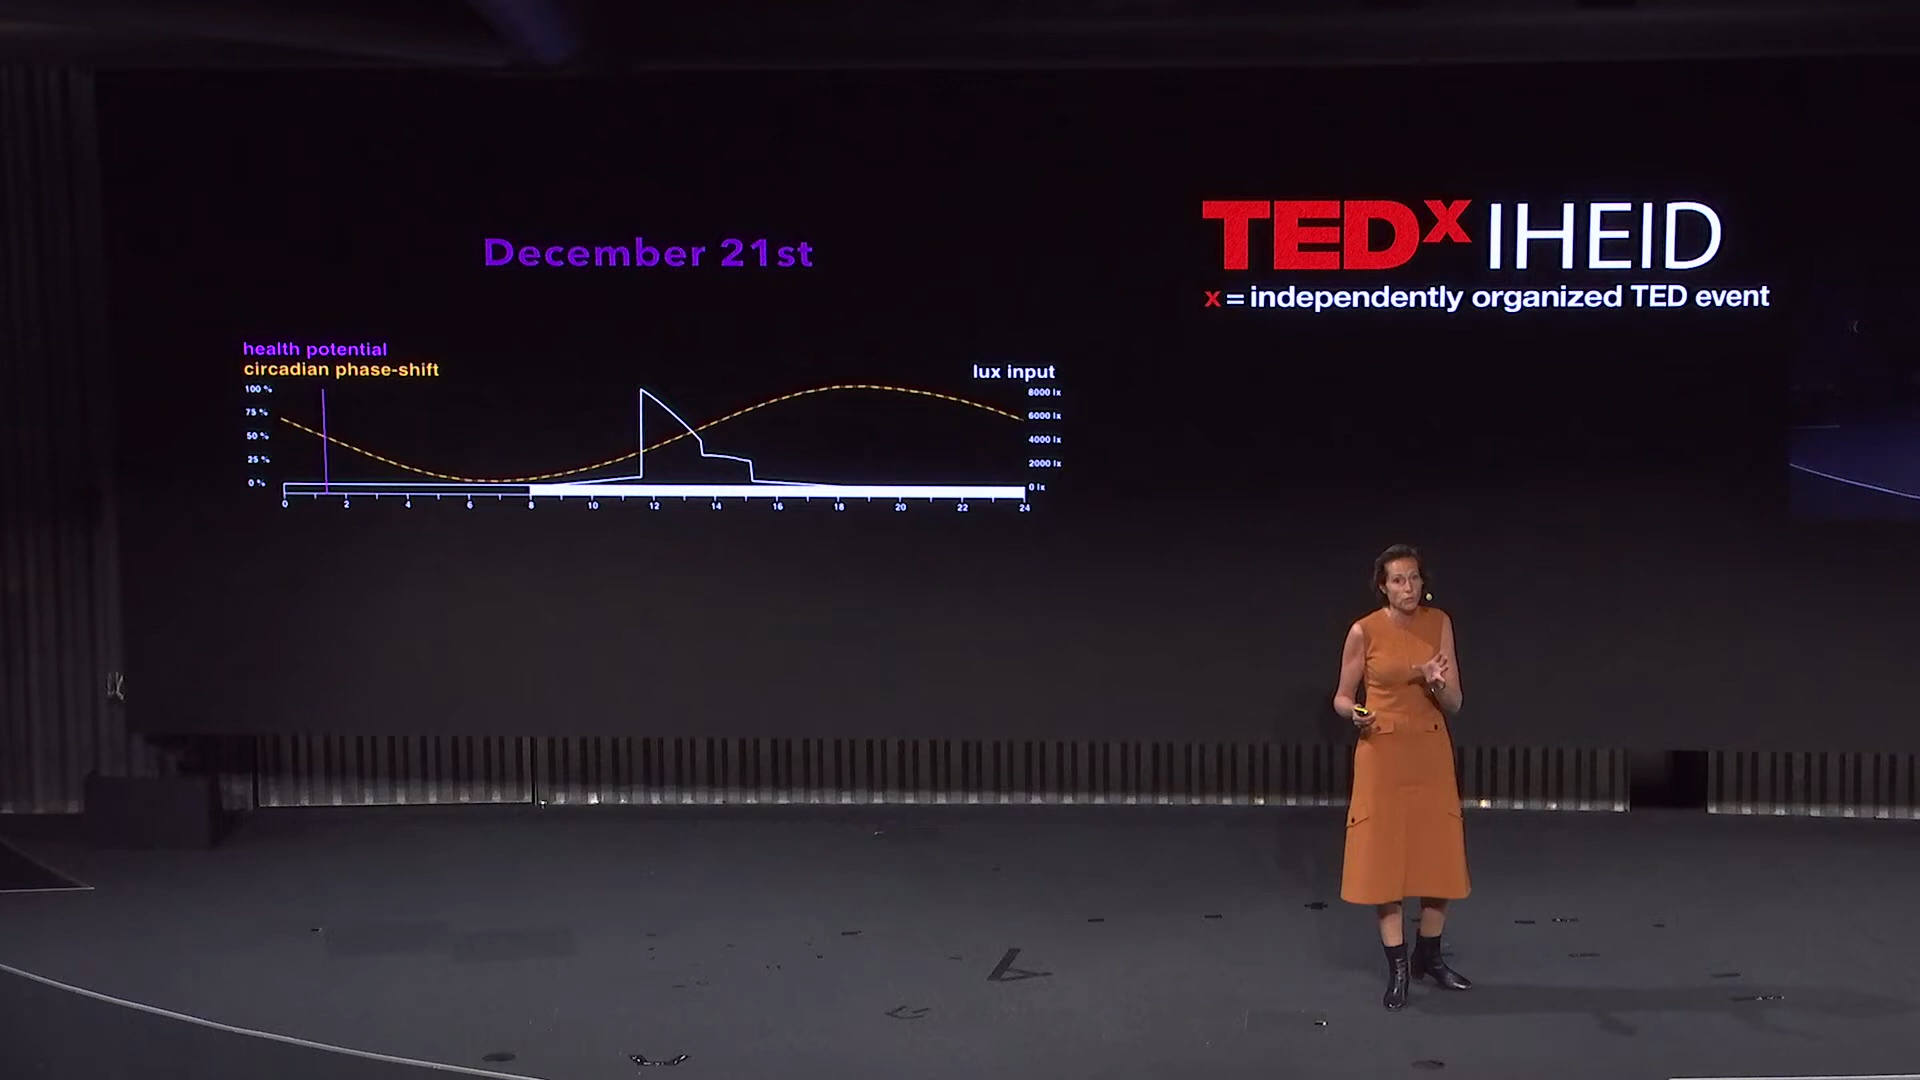 December 21st
TEDx IHEID
x = independently organized TED event
health potential
circadian phase-shift
lux input
100 %
75 %
50 %
25 %
0 %
8000 lx
6000 lx
4000 lx
2000 lx
0 lx
0 2 4 6 8 10 12 14 16 18 20 22 24